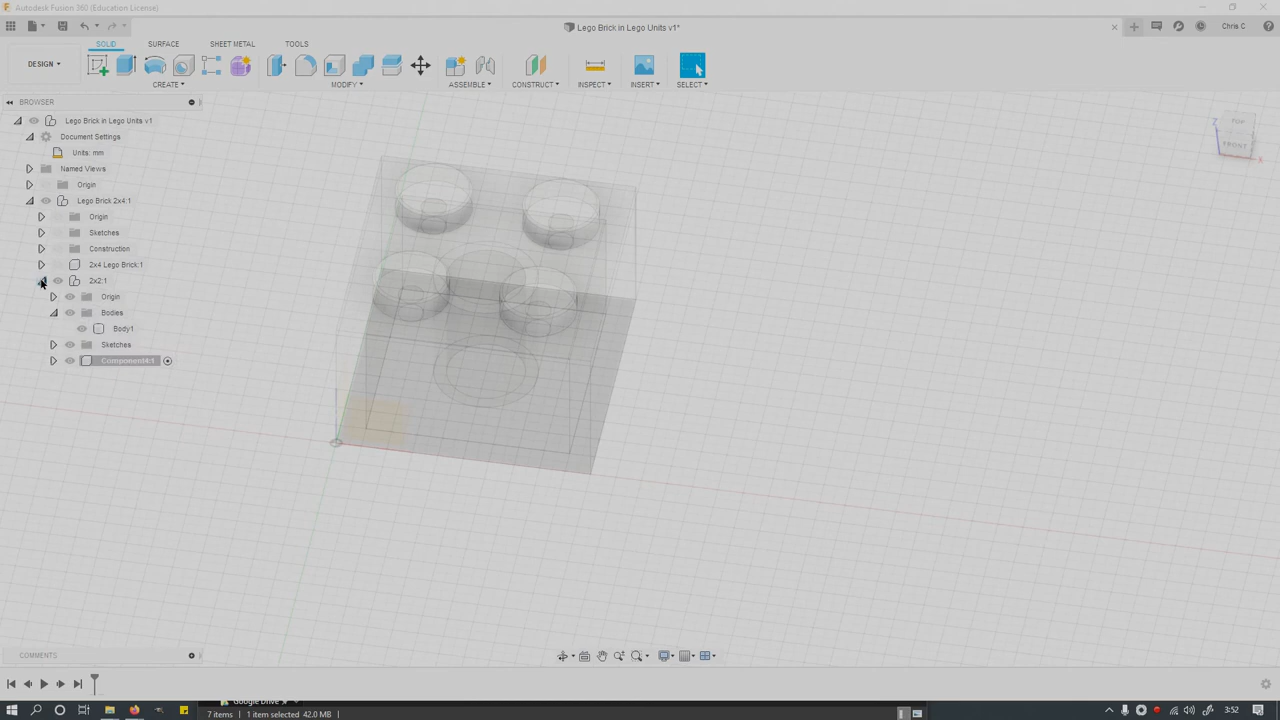 Autodesk Fusion 360 (Education License)
Lego Brick in Lego Units v1*
Chris C
DESIGN
SOLID
SURFACE
SHEET METAL
TOOLS
CREATE
MODIFY
ASSEMBLE
CONSTRUCT
INSPECT
INSERT
SELECT
BROWSER
Lego Brick in Lego Units v1
Document Settings
Units: mm
Named Views
Origin
Lego Brick 2x4:1
Origin
Sketches
Construction
2x4 Lego Brick:1
2x2:1
Origin
Bodies
Body1
Sketches
Component4:1
TOP
FRONT
Z
X
COMMENTS
Google Drive
7 items
1 item selected 42.0 MB
3:52